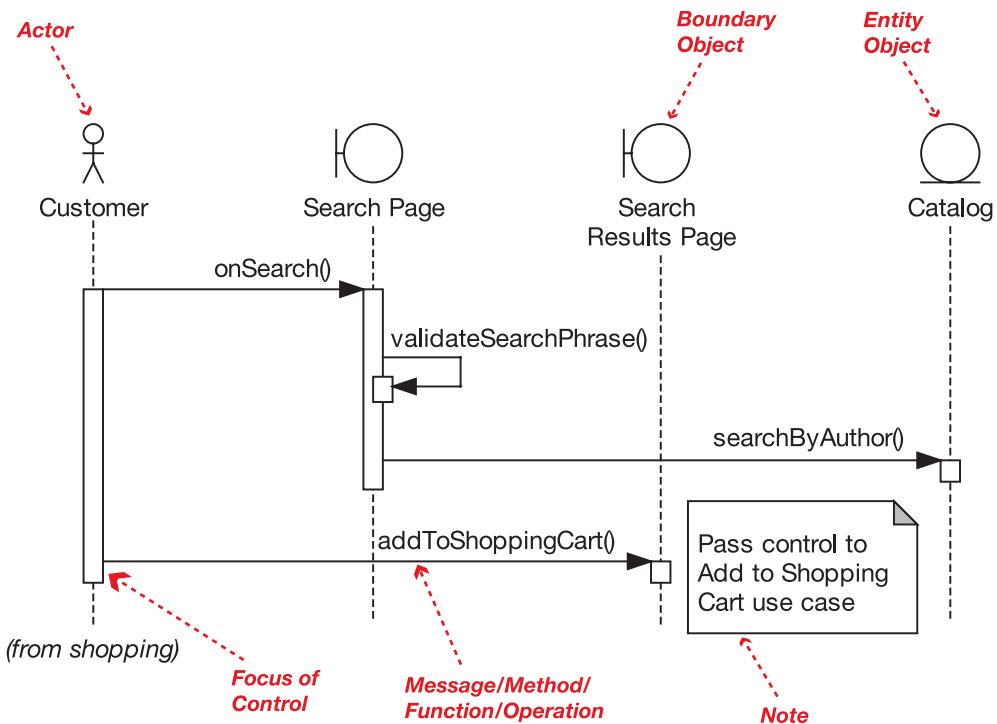 Actor
Boundary
Object
Entity
Object
Customer
Search Page
Search
Results Page
Catalog
onSearch()
validateSearchPhrase()
searchByAuthor()
addToShoppingCart()
Pass control to
Add to Shopping
Cart use case
(from shopping)
Focus of
Control
Message/Method/
Function/Operation
Note